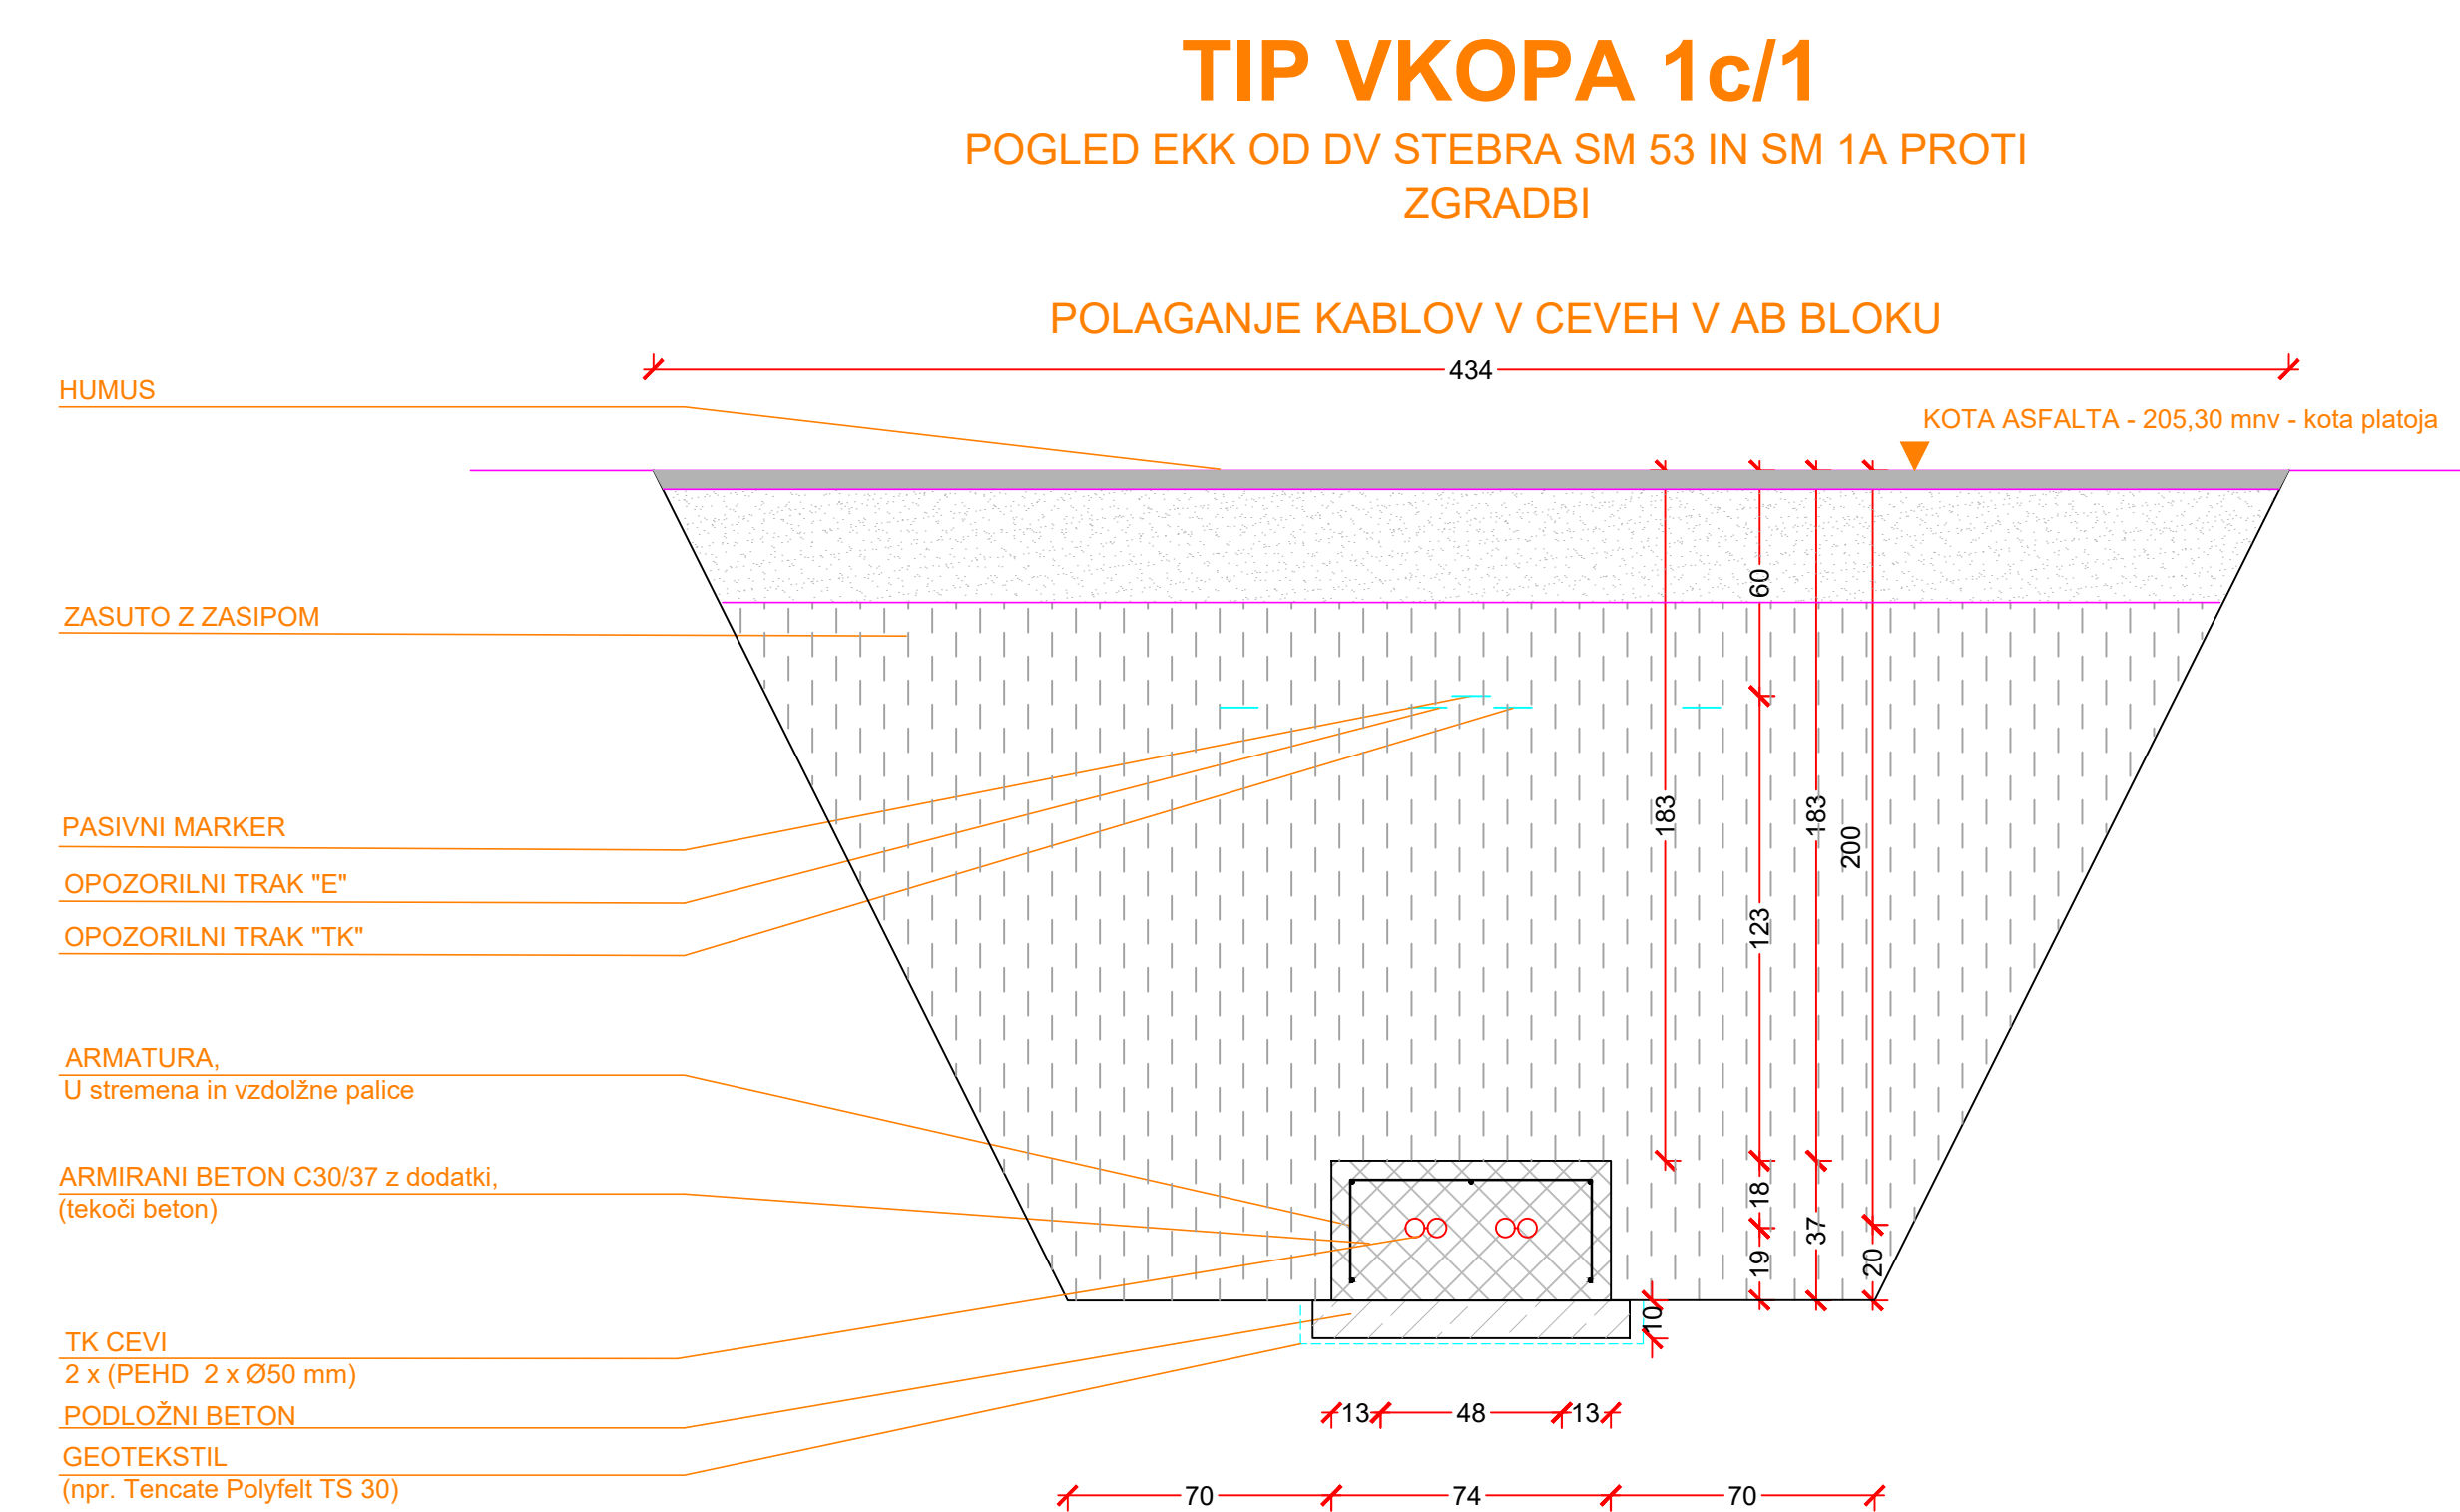 TIP VKOPA 1c/1
POGLED EKK OD DV STEBRA SM 53 IN SM 1A PROTI
ZGRADBI
POLAGANJE KABLOV V CEVEH V AB BLOKU
434
HUMUS
KOTA ASFALTA - 205,30 mnv - kota platoja
60
ZASUTO Z ZASIPOM
183
183
200
PASIVNI MARKER
OPOZORILNI TRAK "E"
123
OPOZORILNI TRAK "TK"
ARMATURA,
U stremena in vzdolžne palice
ARMIRANI BETON C30/37 z dodatki,
(tekoči beton)
18
37
19
20
10
TK CEVI
2 x (PEHD 2 x Ø50 mm)
PODLOŽNI BETON
13 48 13
GEOTEKSTIL
(npr. Tencate Polyfelt TS 30)
70 74 70